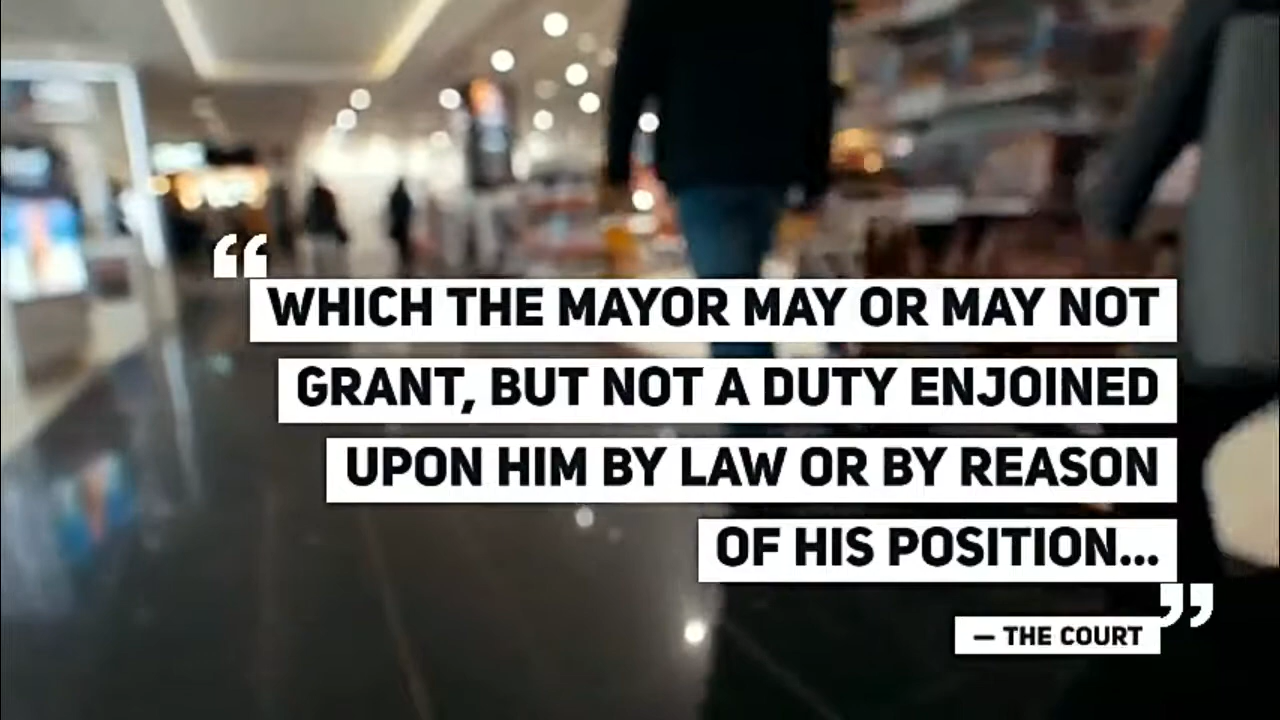 “
WHICH THE MAYOR MAY OR MAY NOT
GRANT, BUT NOT A DUTY ENJOINED
UPON HIM BY LAW OR BY REASON
OF HIS POSITION...
”
— THE COURT